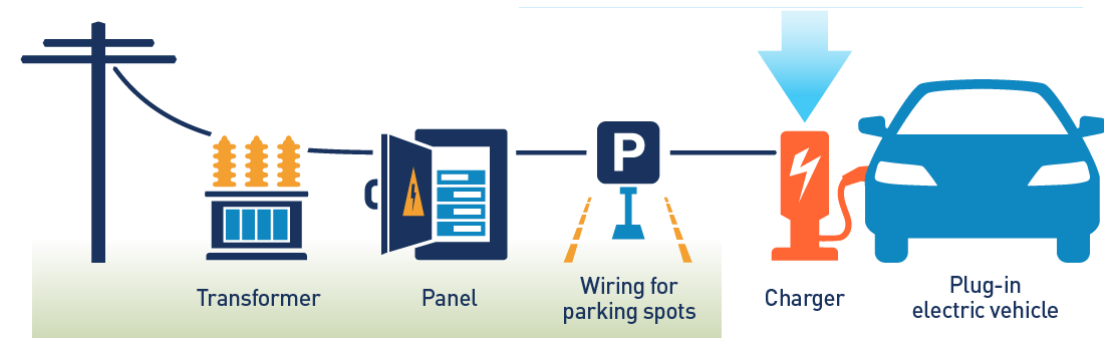 P
Transformer
Panel
Wiring for
parking spots
Charger
Plug-in
electric vehicle